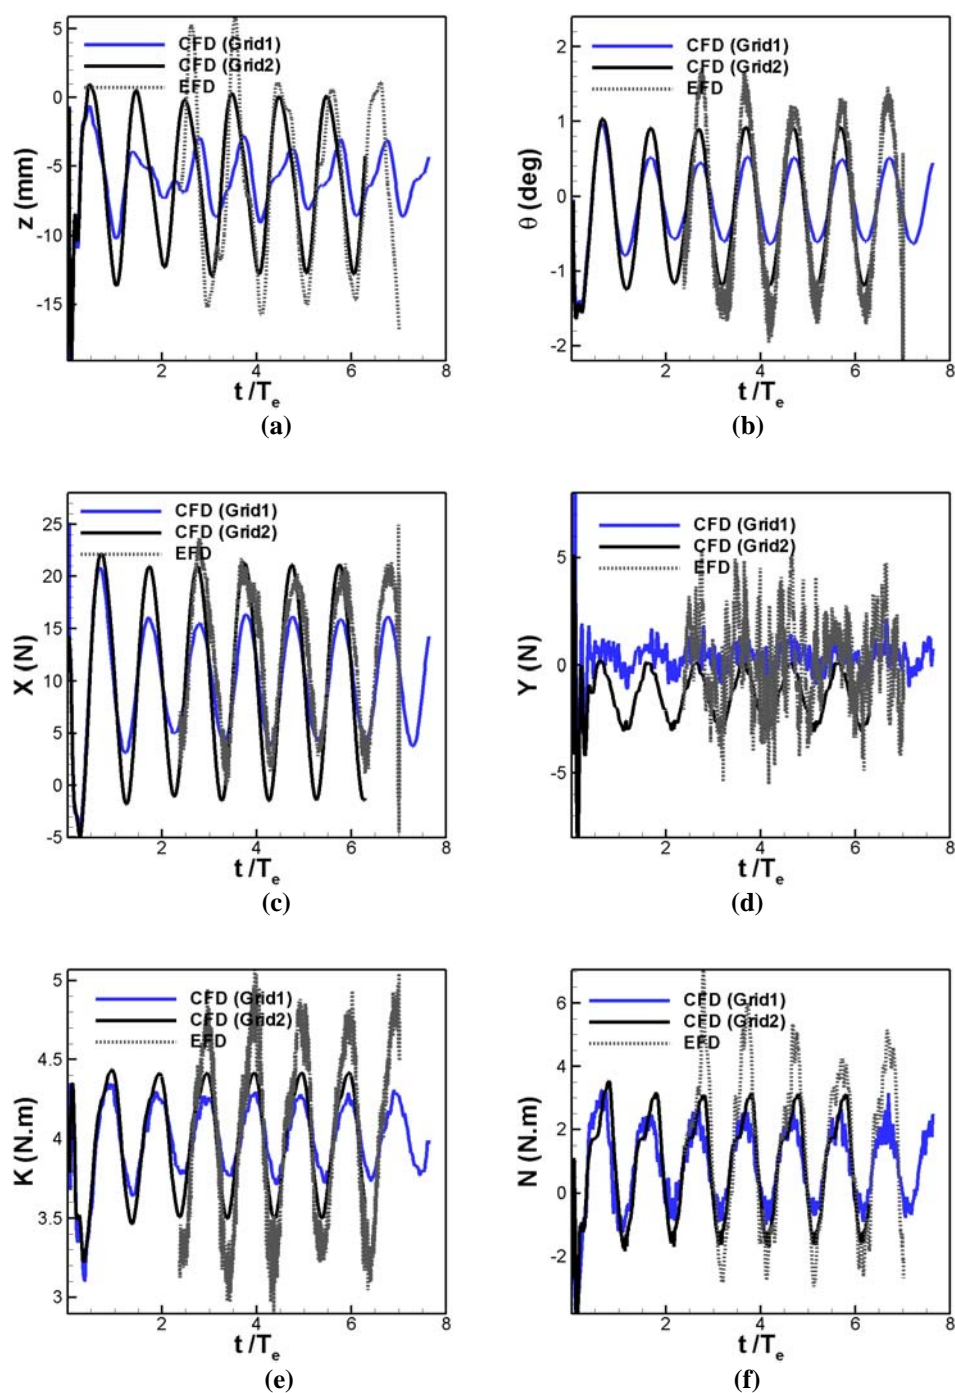 5
0
-5
-10
-15
z (mm)
CFD (Grid1)
CFD (Grid2)
EFD
2 4 6 8
t /Te
(a)
2
1
0
-1
-2
θ (deg)
CFD (Grid1)
CFD (Grid2)
EFD
2 4 6 8
t /Te
(b)
25
20
15
10
5
0
-5
X (N)
CFD (Grid1)
CFD (Grid2)
EFD
2 4 6 8
t /Te
(c)
5
0
-5
Y (N)
CFD (Grid1)
CFD (Grid2)
EFD
2 4 6 8
t /Te
(d)
5
4.5
4
3.5
3
K (N.m)
CFD (Grid1)
CFD (Grid2)
EFD
2 4 6 8
t /Te
(e)
6
4
2
0
-2
N (N.m)
CFD (Grid1)
CFD (Grid2)
EFD
2 4 6 8
t /Te
(f)